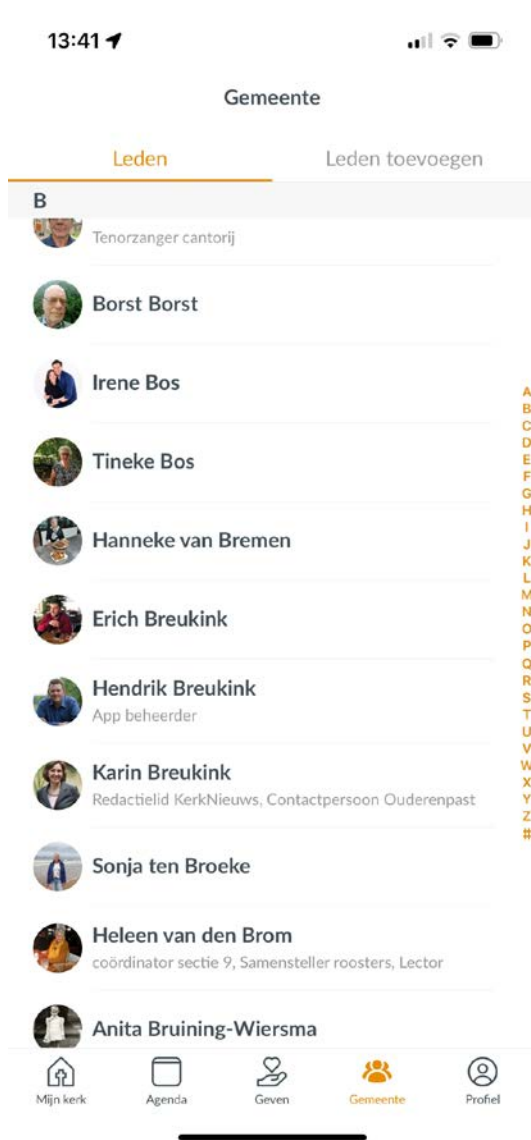 13:41
Gemeente
Leden
Leden toevoegen
B
Tenorzanger cantorij
Borst Borst
Irene Bos
Tineke Bos
Hanneke van Bremen
Erich Breukink
Hendrik Breukink
App beheerder
Karin Breukink
Redactielid KerkNieuws, Contactpersoon Ouderenpast
Sonja ten Broeke
Heleen van den Brom
coördinator sectie 9, Samensteller roosters, Lector
Anita Bruining-Wiersma
A
B
C
D
E
F
G
H
I
J
K
L
M
N
O
P
Q
R
S
T
U
V
W
X
Y
Z
#
Mijn kerk
Agenda
Geven
Gemeente
Profiel